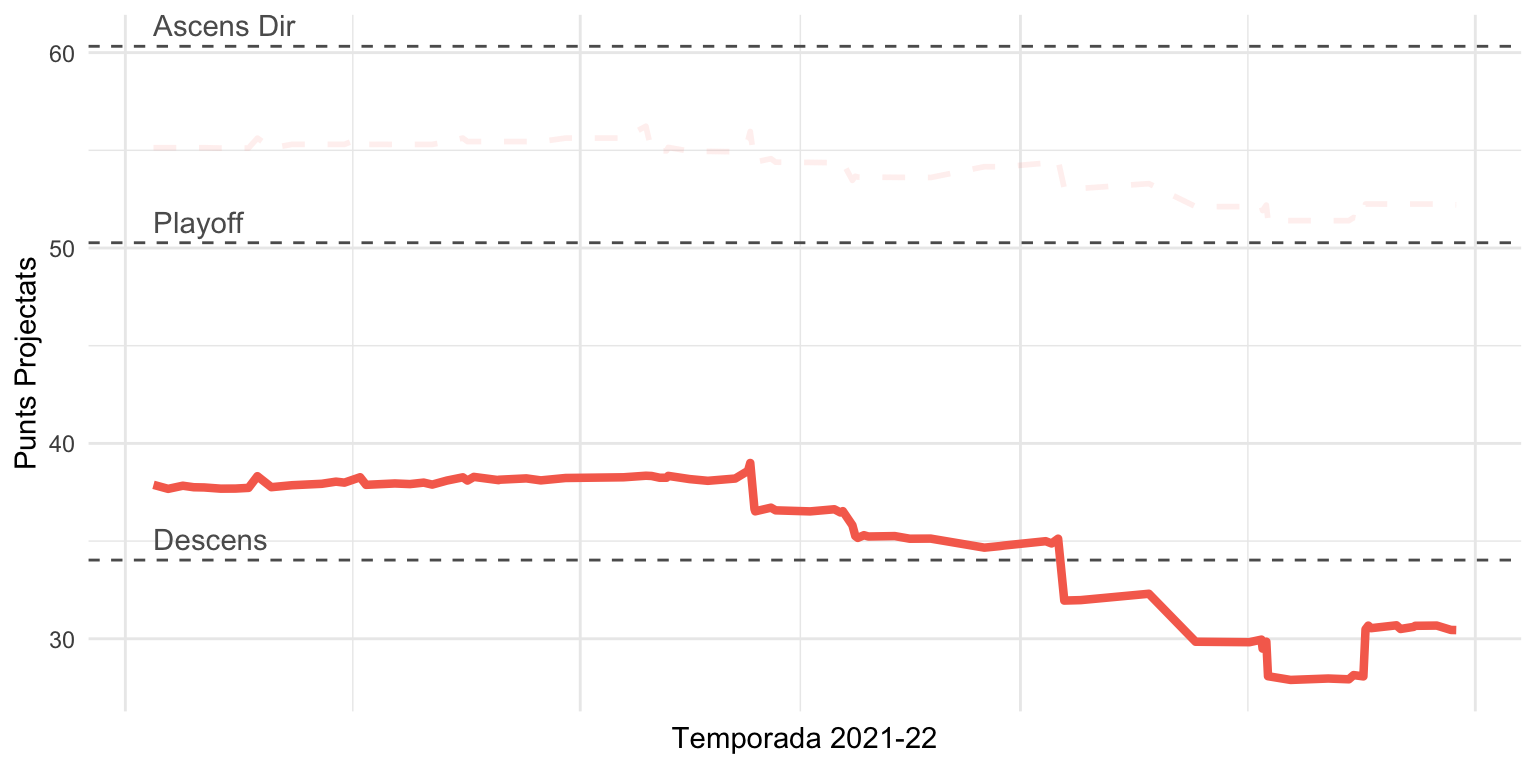 Ascens Dir
60
Playoff
50
Punts Projectats
40
Descens
30
Temporada 2021-22